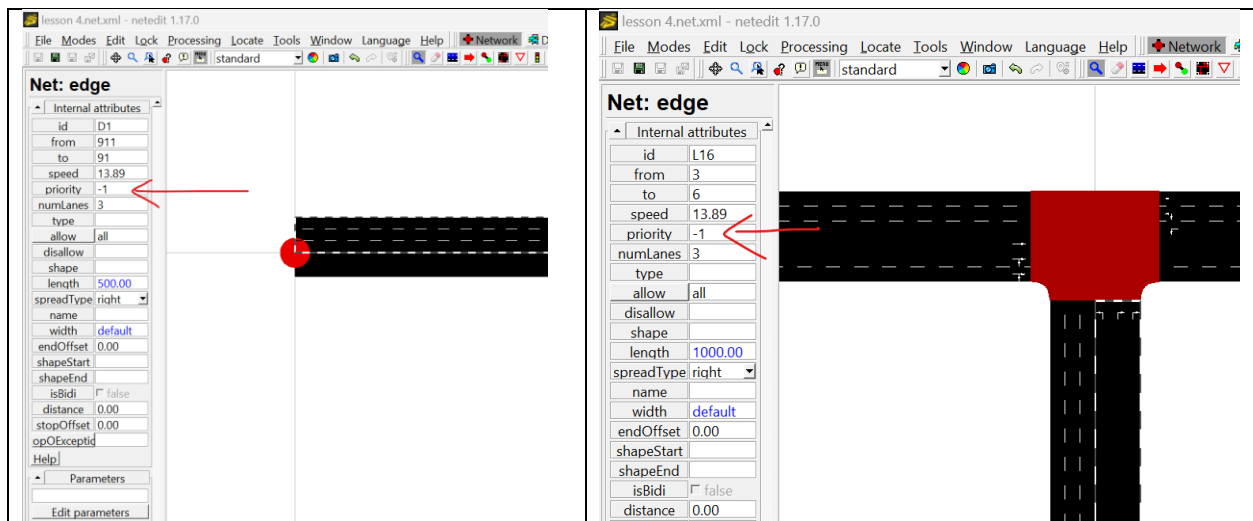 lesson 4.net.xml - netedit 1.17.0
File Modes Edit Lock Processing Locate Tools Window Language Help Network D
standard
Net: edge
Internal attributes
id D1
from 911
to 91
speed 13.89
priority -1
numLanes 3
type
allow all
disallow
shape
length 500.00
spreadType right
name
width default
endOffset 0.00
shapeStart
shapeEnd
isBidi false
distance 0.00
stopOffset 0.00
opOExceptic
Help
Parameters
Edit parameters
lesson 4.net.xml - netedit 1.17.0
File Modes Edit Lock Processing Locate Tools Window Language Help Network
standard
Net: edge
Internal attributes
id L16
from 3
to 6
speed 13.89
priority -1
numLanes 3
type
allow all
disallow
shape
length 1000.00
spreadType right
name
width default
endOffset 0.00
shapeStart
shapeEnd
isBidi false
distance 0.00